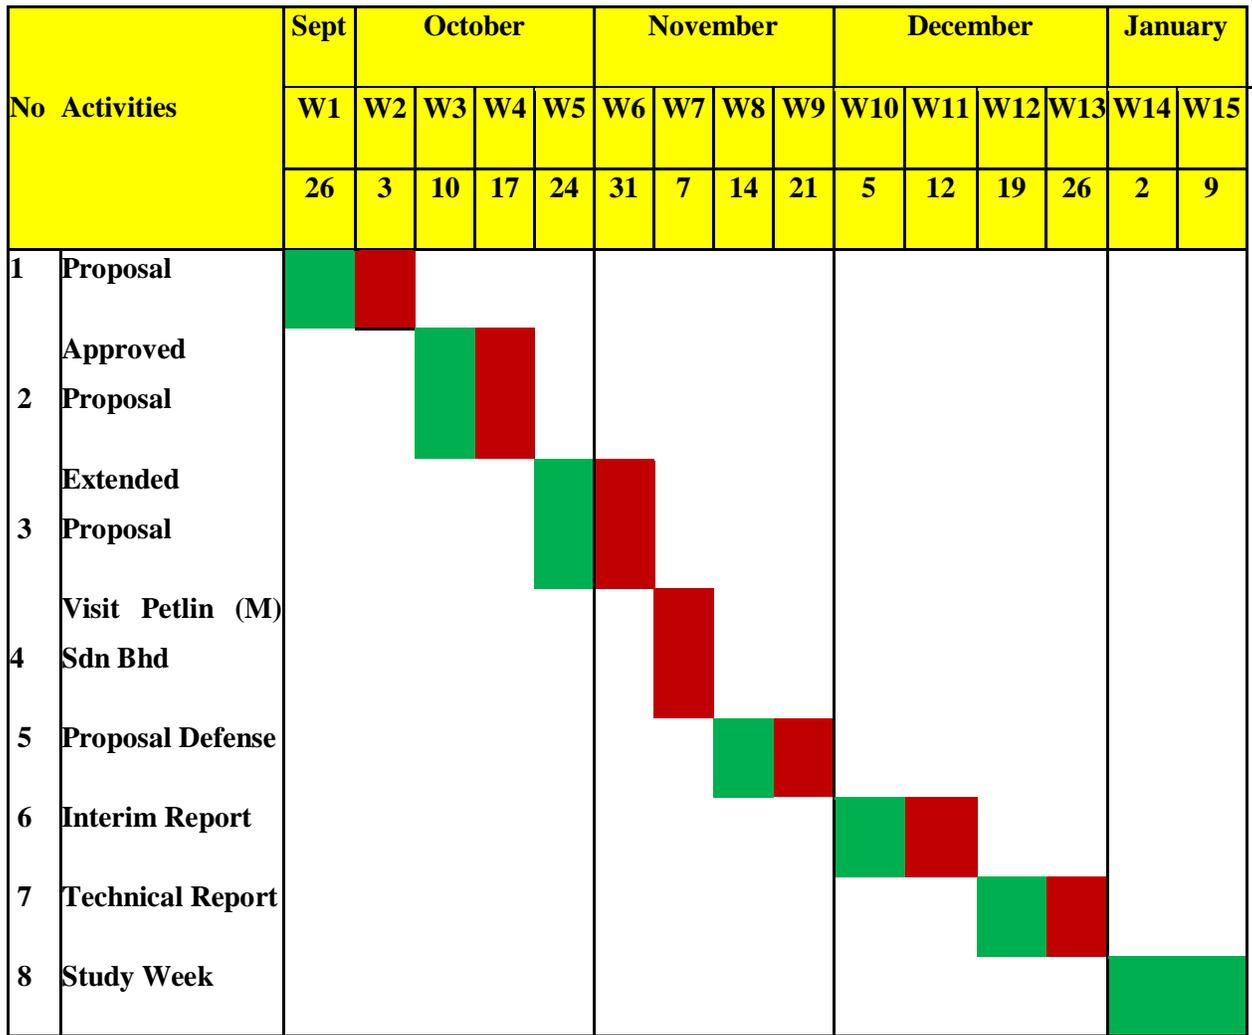 Sept October November December January
No Activities W1 W2 W3 W4 W5 W6 W7 W8 W9 W10 W11 W12 W13 W14 W15
26 3 10 17 24 31 7 14 21 5 12 19 26 2 9
1 Proposal
Approved
2 Proposal
Extended
3 Proposal
Visit Petlin (M)
4 Sdn Bhd
5 Proposal Defense
6 Interim Report
7 Technical Report
8 Study Week